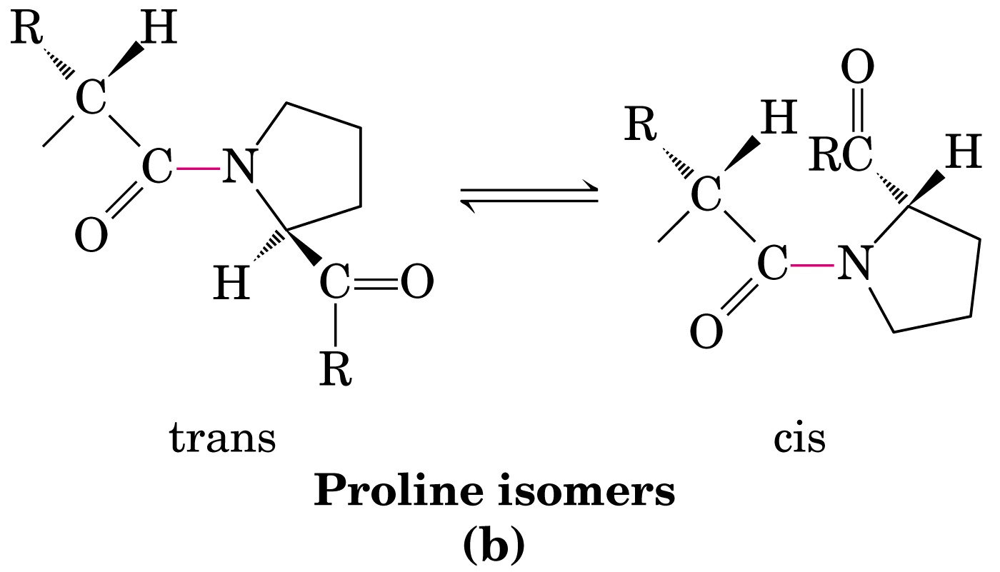 R H
O
H
R
C
C
RC
H
C N
C N
O
H
C O
O
R
trans cis
Proline isomers
(b)